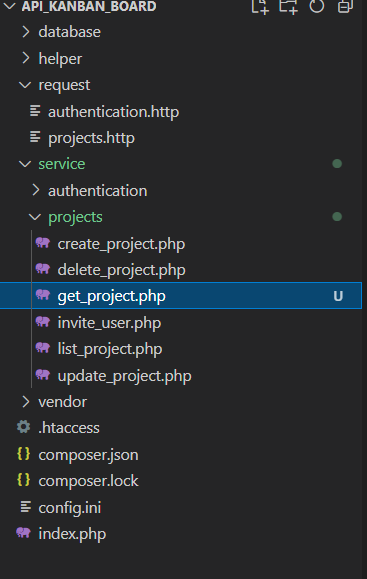 API_KANBAN_BOARD
database
helper
request
authentication.http
projects.http
service
authentication
projects
create_project.php
delete_project.php
get_project.php U
invite_user.php
list_project.php
update_project.php
vendor
.htaccess
{} composer.json
{} composer.lock
config.ini
index.php